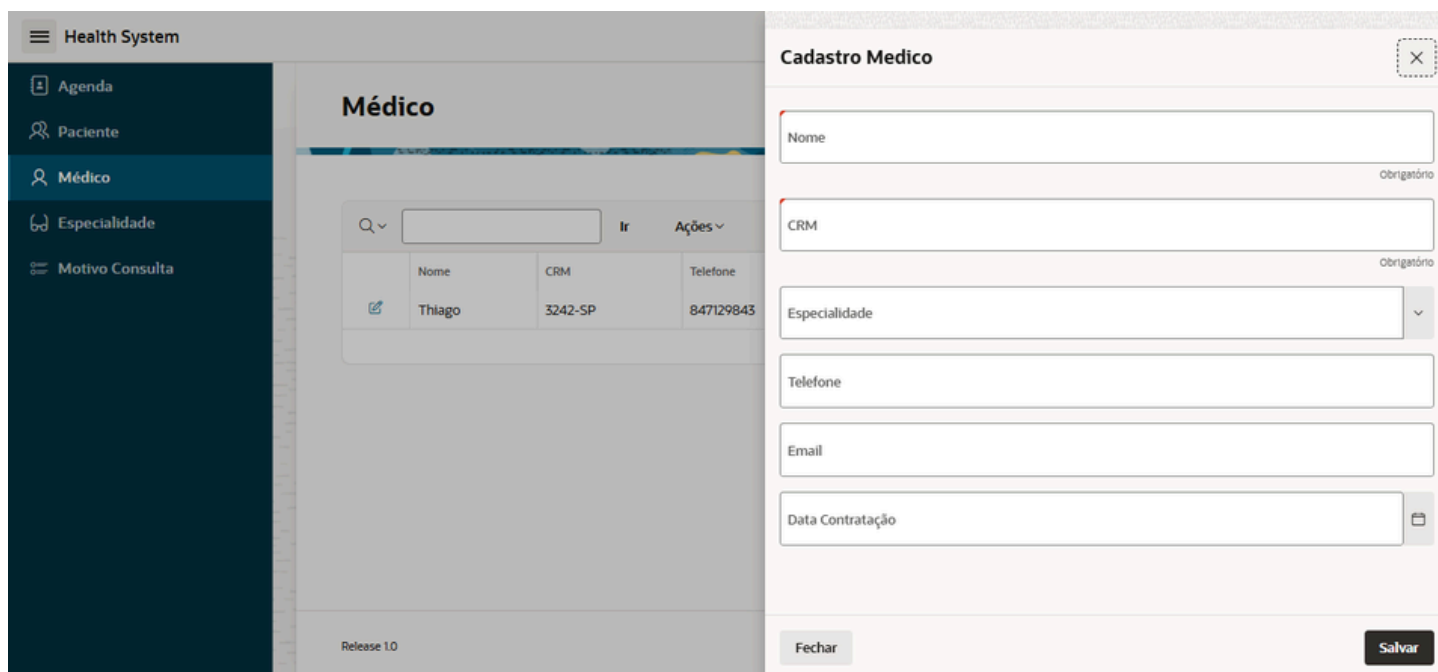 Health System
Agenda
Paciente
Médico
Especialidade
Motivo Consulta
Médico
Ir Ações
Nome CRM Telefone
Thiago 3242-SP 847129843
Release 1.0
Cadastro Medico
Nome
Obrigatório
CRM
Obrigatório
Especialidade
Telefone
Email
Data Contratação
Fechar Salvar